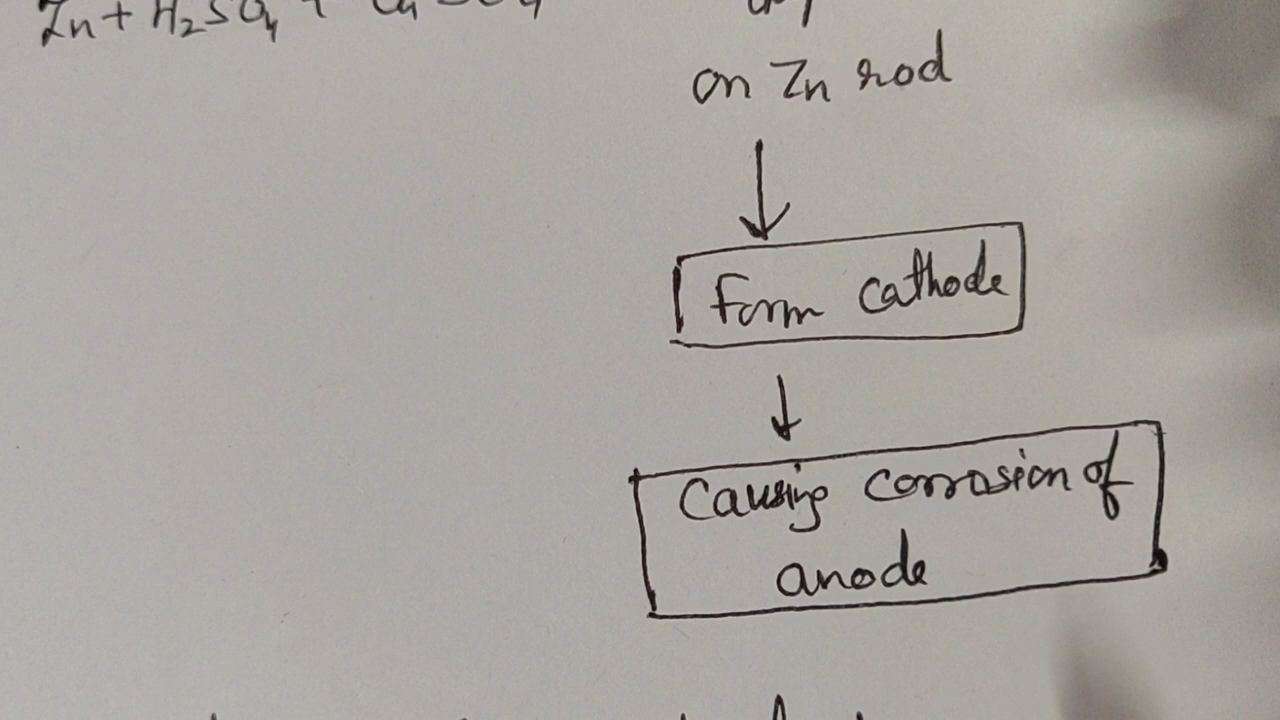 Zn + H₂SO₄ +
on Zn rod
Form cathode
Causing corrosion of
anode